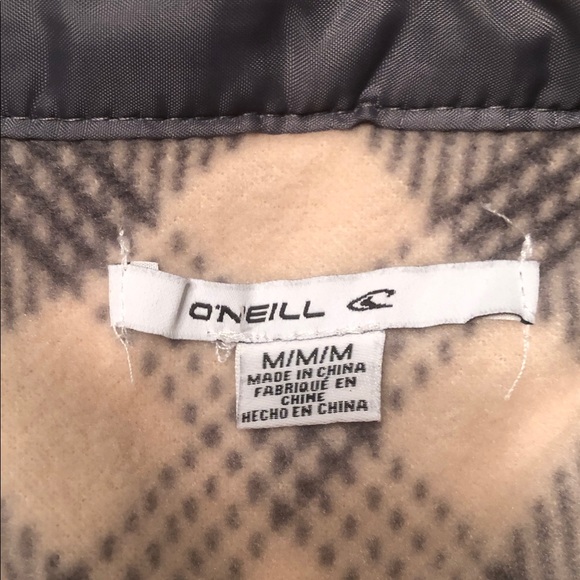 O'NEILL
M/M/M
MADE IN CHINA
FABRIQUÉ EN
CHINE
HECHO EN CHINA